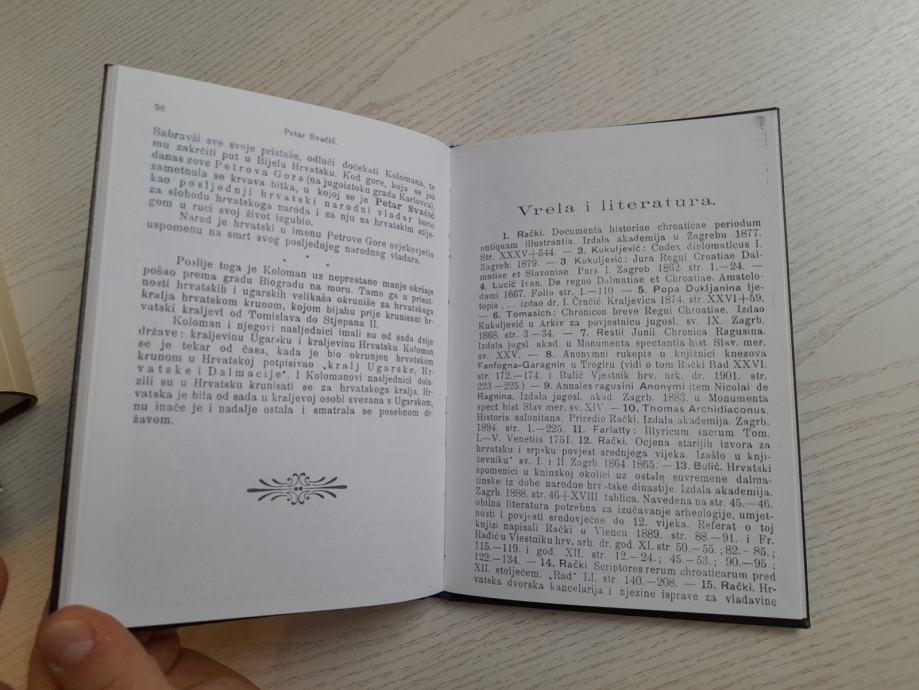 98
Petar Svačić.
Sabravši sve svoje pristaše, odluči dočekati Kolomana, te
mu zakrčiti put u Bijelu Hrvatsku. Kod gore, koja se još
danas zove Petrova Gora (na jugoiztoku grada Karlovca),
zametnula se krvava bitka, u kojoj se je Petar Svačić
kao posljednji hrvatski narodni vladar borio
za slobodu hrvatskoga naroda i za nju sa hrvatskim stije-
gom u ruci svoj život izgubio.
Narod je hrvatski u imenu Petrove Gore ovjekovječio
uspomenu na smrt svog posljednjeg narodnog vladara.
* * *
Poslije toga je Koloman uz neprestane manje okršaje
pošao prema gradu Biogradu na moru. Tamo ga u prisut-
nosti hrvatskih i ugarskih velikaša okruniše za hrvatskoga
kralja hrvatskom krunom, kojom bijahu prije krunisani hr-
vatski kraljevi od Tomislava do Stjepana II.
Koloman i njegovi nasljednici imali su od sada dvije
države: kraljevinu Ugarsku i kraljevinu Hrvatsku Koloman
se je tekar od časa, kada je bio okrunjen hrvatskom
krunom u Hrvatskoj potpisivao „kralj Ugarske, Hr-
vatske i Dalmacije". I Kolomanovi nasljednici dola-
zili su u Hrvatsku krunisati se za hrvatskoga kralja. Hr-
vatska je bila od sada u kraljevoj osobi svezana s Ugarskom,
nu inače je i nadalje ostala i smatrala se posebnom dr-
žavom.
Vrela i literatura.
1. Rački. Documenta historiae chroaticae periodum
antiquam illustrantia. Izdala akademija u Zagrebu 1877.
Str. XXXV+544. — 2. Kukuljević: Codex diplomaticus I.
Zagreb. 1879. — 3 Kukuljević: Jura Regni Croatiae Dal-
matiae et Slavoniae Pars I. Zagreb 1862. str. 1.—24. —
4. Lucić Ivan. De regno Dalmatiae et Chroatiae. Amstelo-
dami 1667. Folio str. 1.—110 — 5. Popa Dukljanina lje-
topis... izdao dr. I. Črnčić. Kraljevica 1874. str. XXVI+59.
— 6. Tomasich: Chronicon breve Regni Chroatiae. Izdao
Kukuljević u Arkiv za povjestnicu jugosl. sv. IX. Zagrb.
1868. str. 3—34. — 7. Restii Junii Chronica Ragusina.
Izdala jugsl. akad. u Monumenta spectantia hist. Slav. mer.
sv. XXV. — 8. Anonymni rukopis u knjižnici knezova
Fanfogna-Garagnin u Trogiru (vidi o tom Rački Rad XXVI.
str. 172.—174. i Bulić Vjestnik hrv. ark. dr. 1901. str.
223.—225.) — 9. Annales ragusini Anonymi item Nicolai de
Ragnina. Izdala jugosl. akad. Zagrb. 1883. u Monumenta
spect hist Slav mer. sv. XIV. — 10. Thomas Archidiaconus,
Historia salonitana. Priredio Rački. Izdala akademija. Zagrb.
1894. str. 1.—225. 11. Farlatty: Illyricum sacrum Tom.
I.—V. Venetiis 1751. 12. Rački. Ocjena starijih izvora za
hrvatsku i srpsku povjest srednjega vijeka. Izašlo u knji-
ževniku" sv. I. i II. Zagrb. 1864. 1865. — 13. Bulić. Hrvatski
spomenici u kninskoj okolici uz ostale suvremene dalma-
tinske iz dobe narodne hrvatske dinastije. Izdala akademija.
Zagrb. 1888. str. 46+XVIII tablica. Navedena na str. 45.—46.
obilna literatura potrebna za izučavanje arheologije, umjet-
nosti i povjesti sredovječne do 12. vijeka. Referat o toj
knjizi napisali Rački u Viencu 1889. str. 88.—91. i Fr.
Radić u Viestniku hrv. arh. dr. god. XI. str 50.—55.; 82.- 85.;
115.—119. i god. XII. str. 12.—24.; 45.—53.; 90.—95.;
122.—134. — 14. Rački Scriptores rerum chroaticarum pred
XII. stoljećem. „Rad" LI. str. 140.—208. — 15. Rački. Hr-
vatska dvorska kancelarija i njezine isprave za vladavine